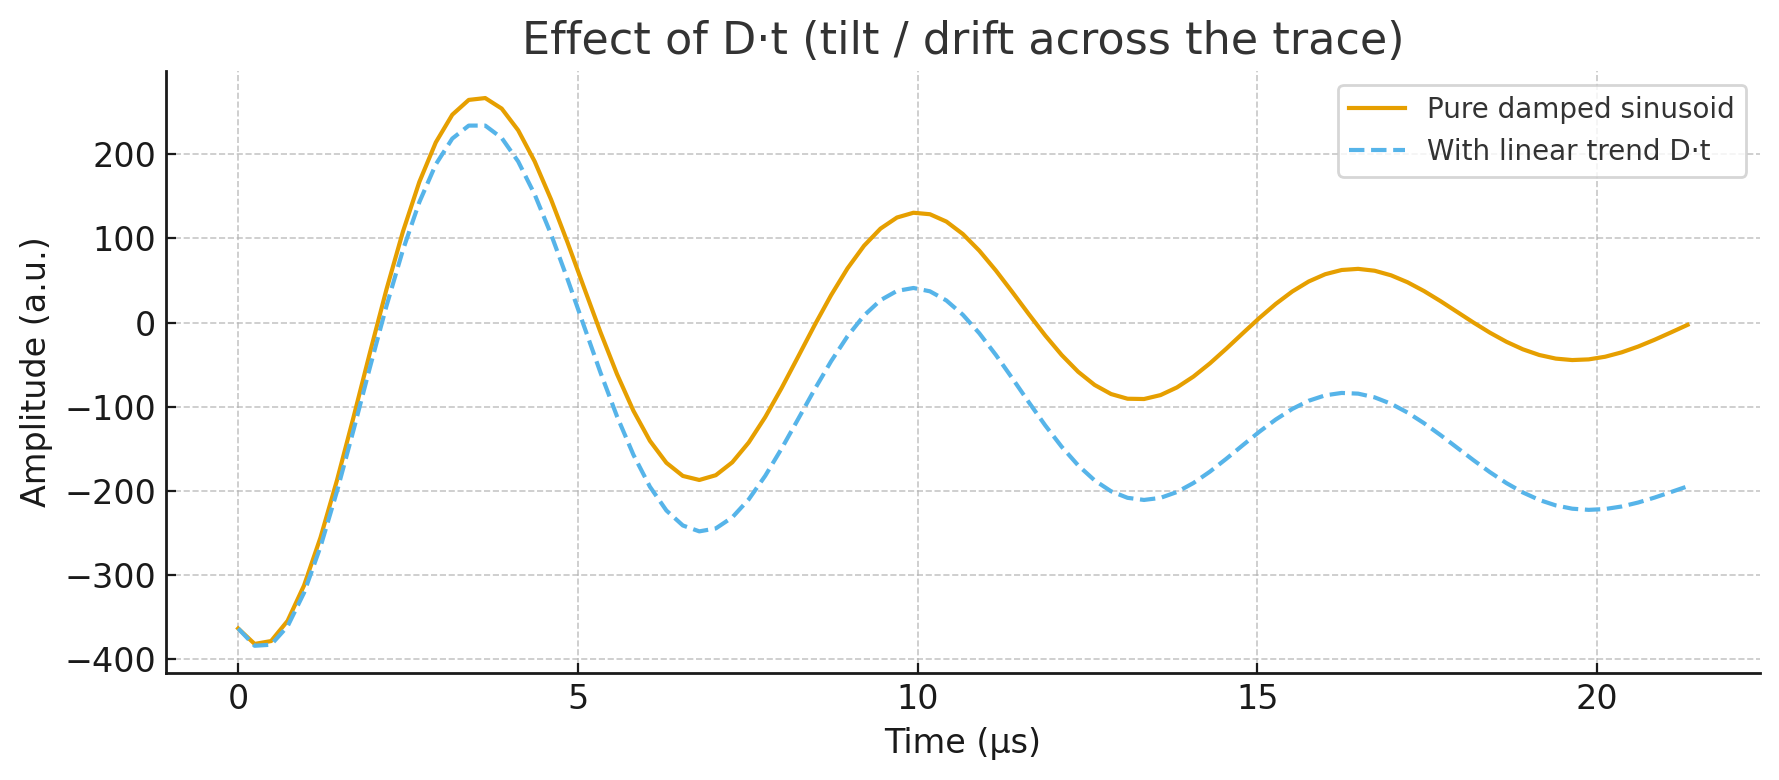 Effect of D·t (tilt / drift across the trace)
Pure damped sinusoid
With linear trend D·t
Amplitude (a.u.)
200
100
0
−100
−200
−300
−400
0 5 10 15 20
Time (μs)